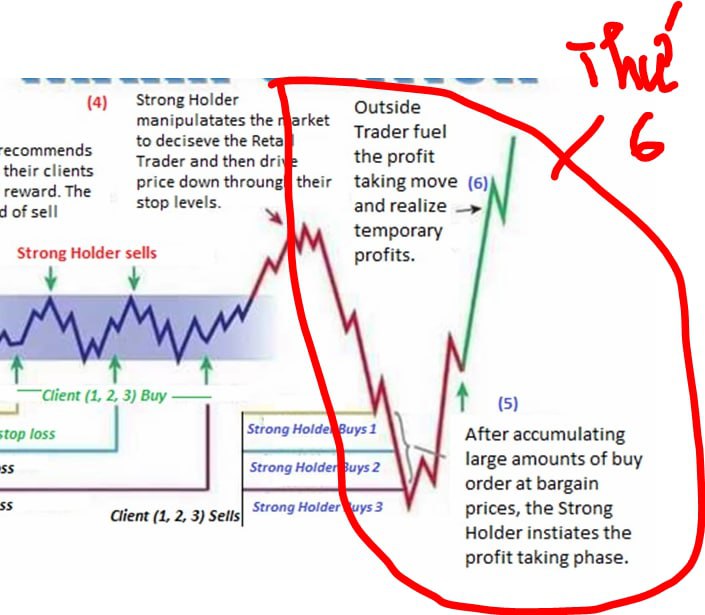 Thứ
6
(4)
Strong Holder
manipulatates the market
to deciseve the Retail
Trader and then drive
price down throung their
stop levels.
Outside
Trader fuel
the profit
taking move
and realize
temporary
profits.
(6)
recommends
their clients
reward. The
d of sell
Strong Holder sells
Client (1, 2, 3) Buy
stop loss
ss
ss
Client (1, 2, 3) Sells
Strong Holder Buys 1
Strong Holder Buys 2
Strong Holder Buys 3
(5)
After accumulating
large amounts of buy
order at bargain
prices, the Strong
Holder instiates the
profit taking phase.